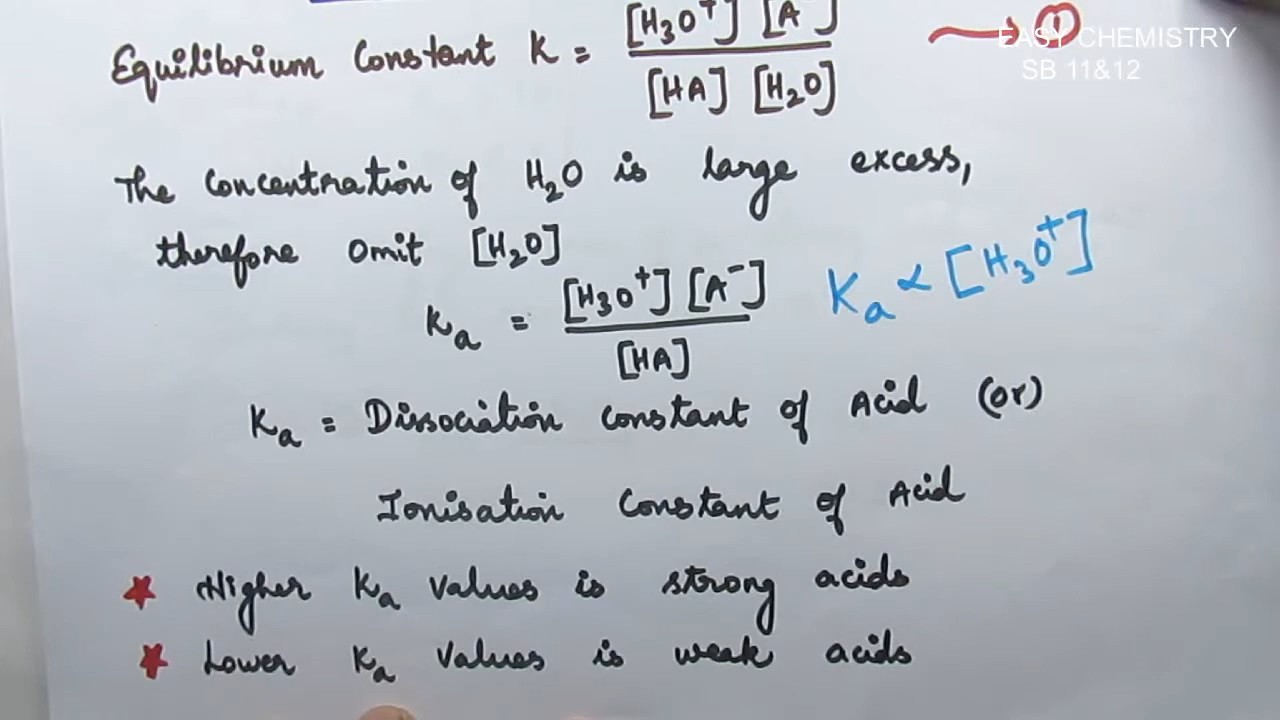 Equilibrium Constant K = [H₃O⁺] [A⁻] / [HA] [H₂O] → ①
EASY CHEMISTRY
SB 11&12
The Concentration of H₂O is large excess,
therefore omit [H₂O]
Kₐ = [H₃O⁺] [A⁻] / [HA]
Kₐ ∝ [H₃O⁺]
Kₐ = Dissociation constant of Acid (or)
Ionisation Constant of Acid
★ Higher Kₐ values is strong acids
★ Lower Kₐ values is weak acids